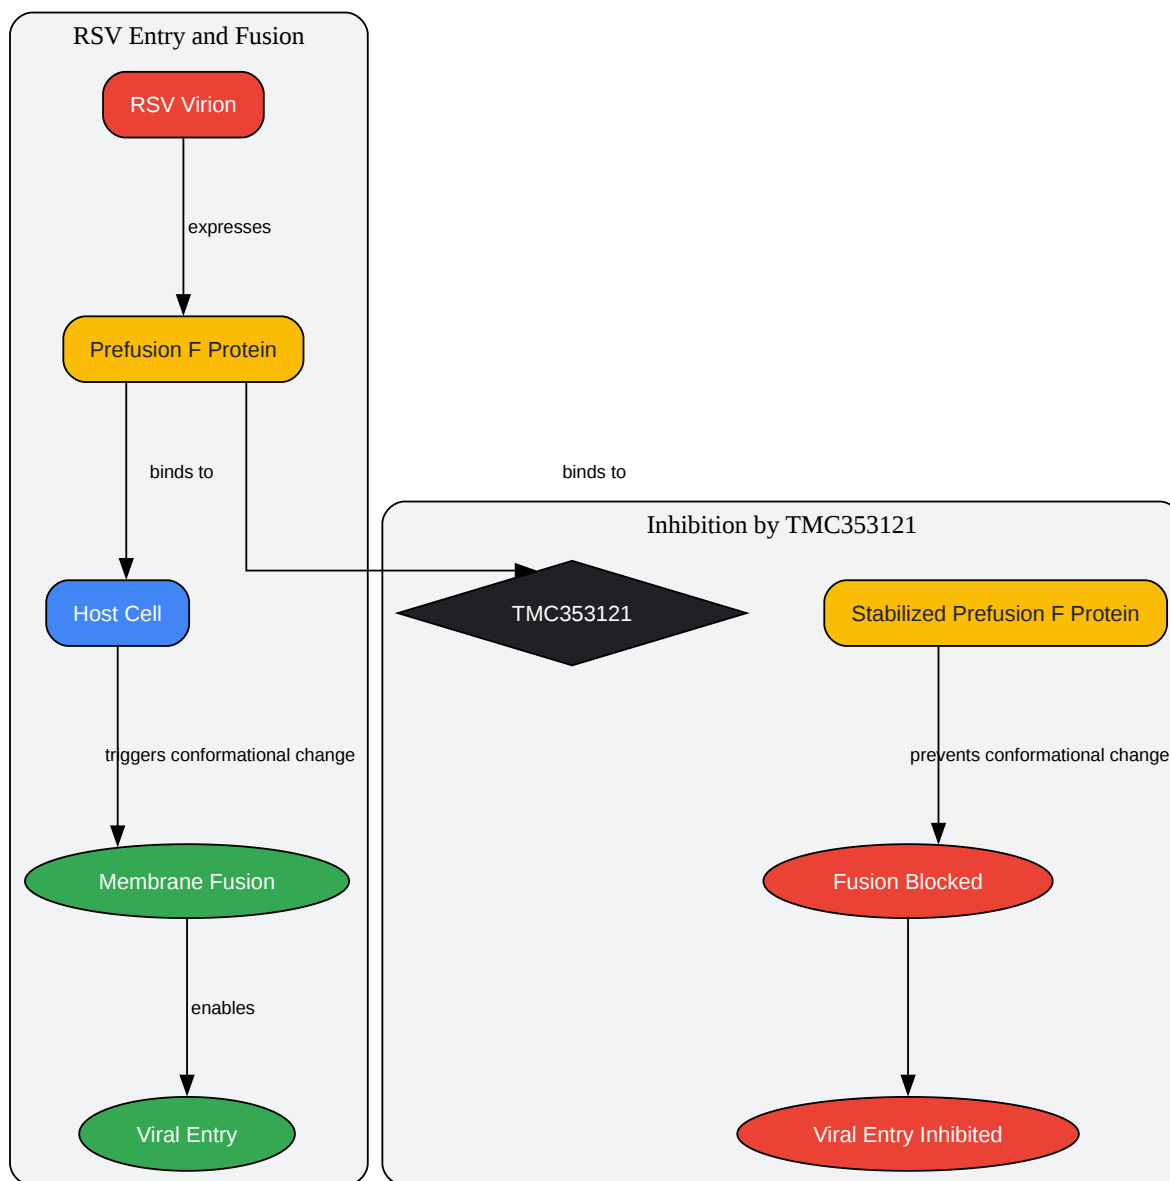 RSV Entry and Fusion
RSV Virion
expresses
Prefusion F Protein
binds to
binds to
Inhibition by TMC353121
Host Cell
TMC353121
Stabilized Prefusion F Protein
triggers conformational change
prevents conformational change
Membrane Fusion
Fusion Blocked
enables
Viral Entry
Viral Entry Inhibited